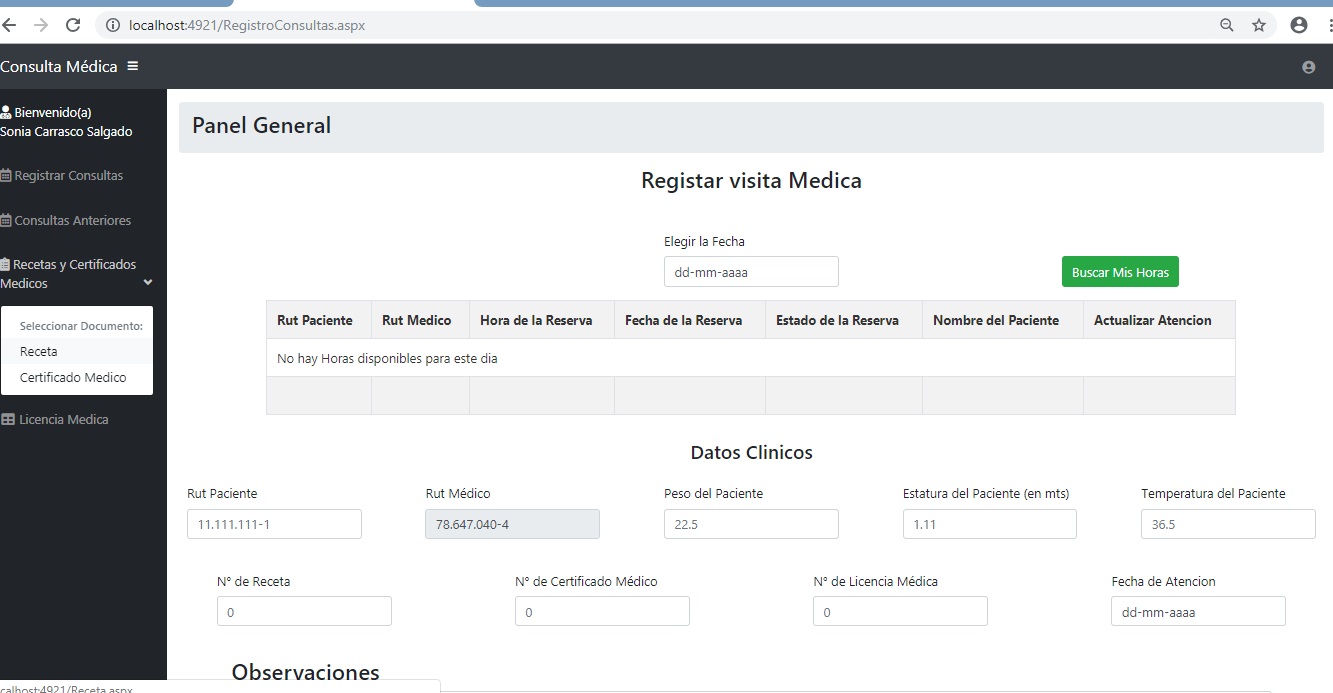 localhost:4921/RegistroConsultas.aspx
Consulta Médica
Bienvenido(a)
Sonia Carrasco Salgado
Registrar Consultas
Consultas Anteriores
Recetas y Certificados
Medicos
Seleccionar Documento:
Receta
Certificado Medico
Licencia Medica
Panel General
Registar visita Medica
Elegir la Fecha
dd-mm-aaaa
Buscar Mis Horas
Rut Paciente Rut Medico Hora de la Reserva Fecha de la Reserva Estado de la Reserva Nombre del Paciente Actualizar Atencion
No hay Horas disponibles para este dia
Datos Clinicos
Rut Paciente Rut Médico Peso del Paciente Estatura del Paciente (en mts) Temperatura del Paciente
11.111.111-1 78.647.040-4 22.5 1.11 36.5
N° de Receta N° de Certificado Médico N° de Licencia Médica Fecha de Atencion
0 0 0 dd-mm-aaaa
Observaciones
calhost:4921/Receta.aspx